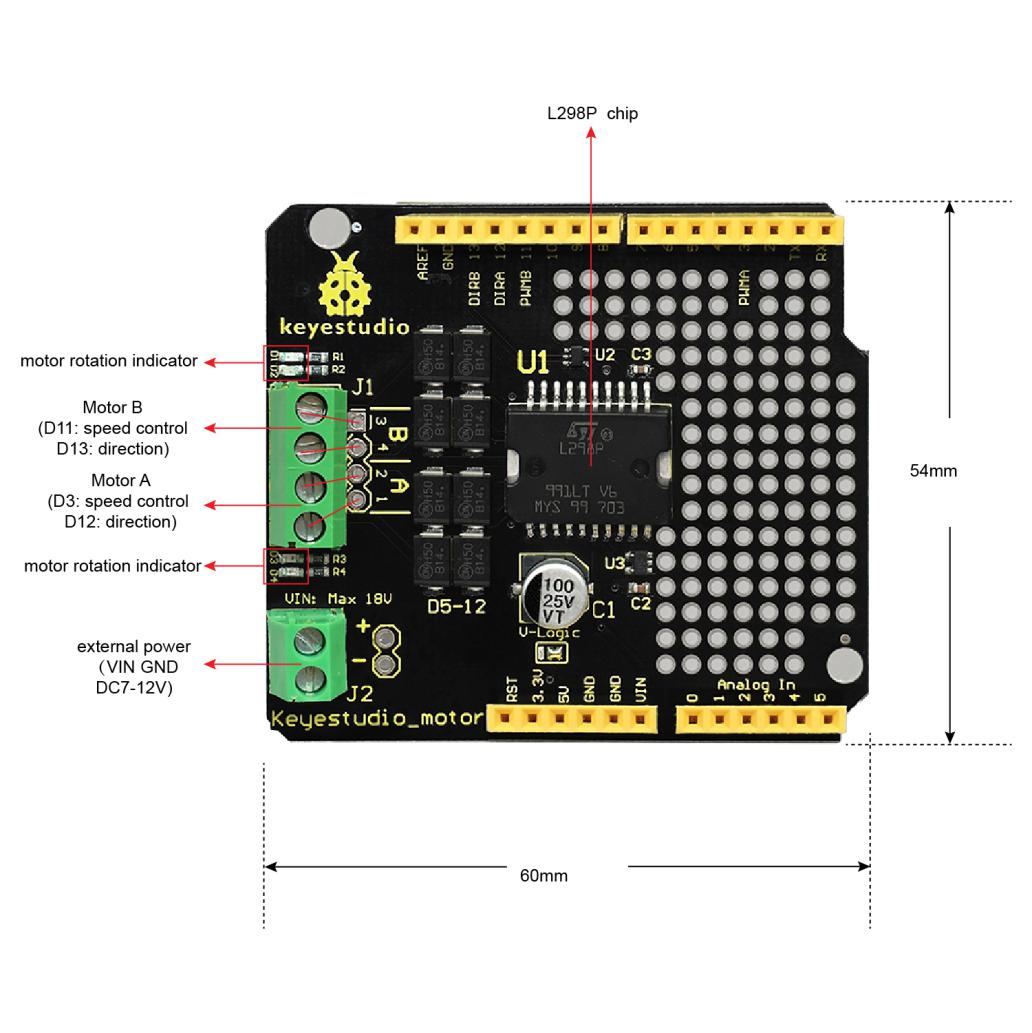 L298P chip
AREF
GND
13
12
11
10
9
8
7
6
5
4
3
2
TX
RX
DIRB
DIRA
PWMB
PWMA
keyestudio
motor rotation indicator
D1
D2
R1
R2
J1
U1
U2
C3
Motor B
(D11: speed control
D13: direction)
3
4
B
Motor A
(D3: speed control
D12: direction)
2
1
A
L298P
991LT V6
MYS 99 703
54mm
motor rotation indicator
D3
D4
R3
R4
U3
C2
VIN: Max 18V
D5-12
100
25V
VT
C1
V-Logic
external power
(VIN GND
DC7-12V)
+
-
J2
RST
3.3V
5V
GND
GND
VIN
Analog In
0
1
2
3
4
5
Keyestudio_motor
60mm